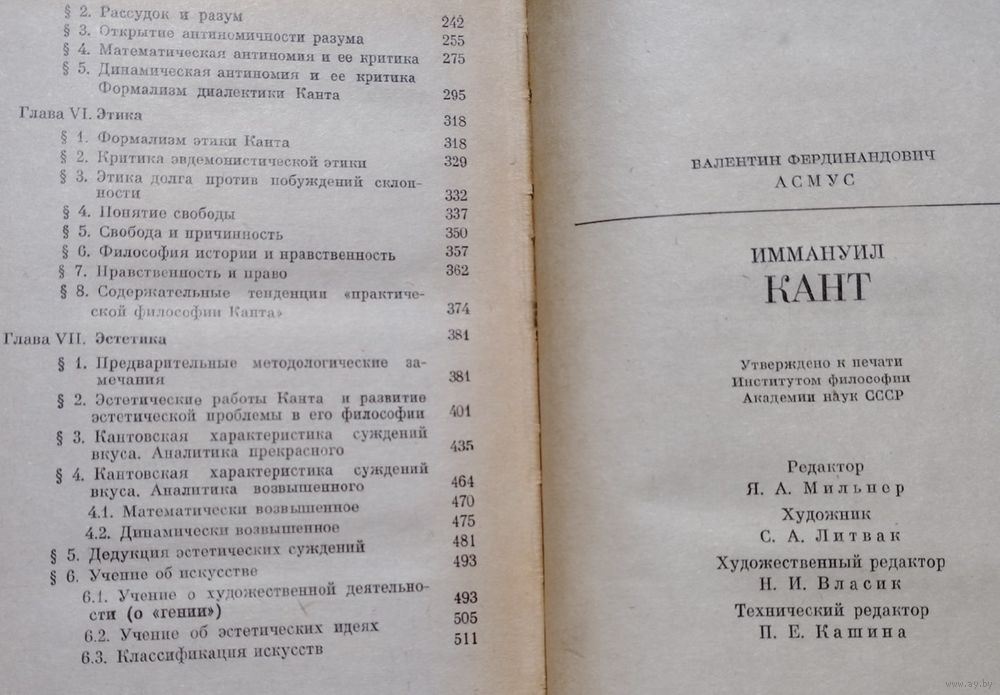 § 2. Рассудок и разум 242
§ 3. Открытие антиномичности разума 255
§ 4. Математическая антиномия и ее критика 275
§ 5. Динамическая антиномия и ее критика
Формализм диалектики Канта 295
Глава VI. Этика 318
§ 1. Формализм этики Канта 318
§ 2. Критика эвдемонистической этики 329
§ 3. Этика долга против побуждений склон-
ности 332
§ 4. Понятие свободы 337
§ 5. Свобода и причинность 350
§ 6. Философия истории и нравственность 357
§ 7. Нравственность и право 362
§ 8. Содержательные тенденции «практиче-
ской философии Канта» 374
Глава VII. Эстетика 381
§ 1. Предварительные методологические за-
мечания 381
§ 2. Эстетические работы Канта и развитие
эстетической проблемы в его философии 401
§ 3. Кантовская характеристика суждений
вкуса. Аналитика прекрасного 435
§ 4. Кантовская характеристика суждений
вкуса. Аналитика возвышенного 464
4.1. Математически возвышенное 470
4.2. Динамически возвышенное 475
§ 5. Дедукция эстетических суждений 481
§ 6. Учение об искусстве 493
6.1. Учение о художественной деятельно-
сти (о «гении») 493
6.2. Учение об эстетических идеях 505
6.3. Классификация искусств 511
ВАЛЕНТИН ФЕРДИНАНДОВИЧ
АСМУС
ИММАНУИЛ
КАНТ
Утверждено к печати
Институтом философии
Академии наук СССР
Редактор
Я. А. Мильнер
Художник
С. А. Литвак
Художественный редактор
Н. И. Власик
Технический редактор
П. Е. Кашина
www.ay.by